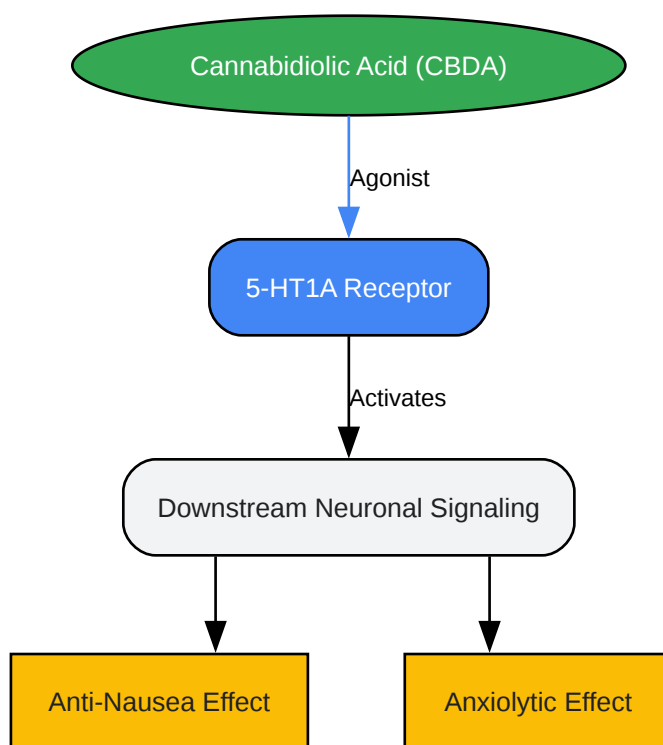 Cannabidiolic Acid (CBDA)
Agonist
5-HT1A Receptor
Activates
Downstream Neuronal Signaling
Anti-Nausea Effect
Anxiolytic Effect